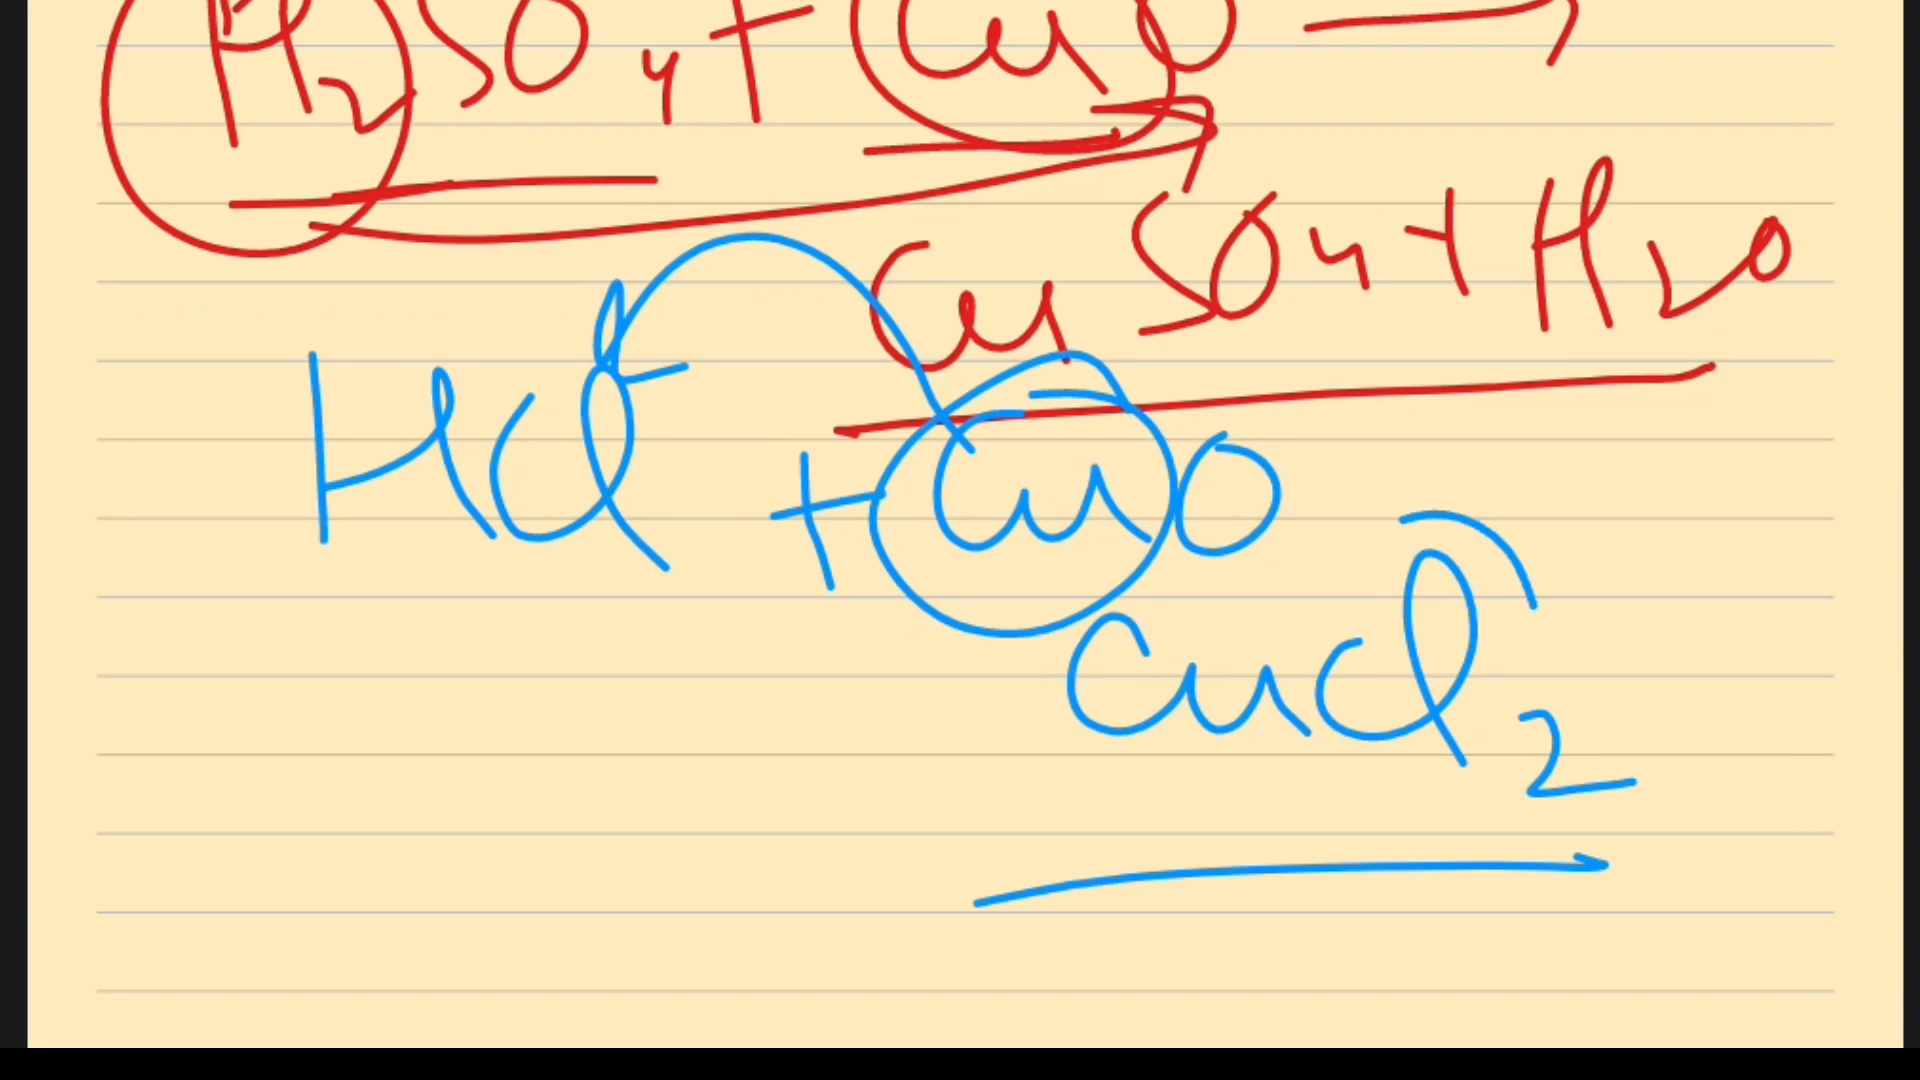 H2SO4 + CuO →
CuSO4 + H2O
HCl + CuO
CuCl2